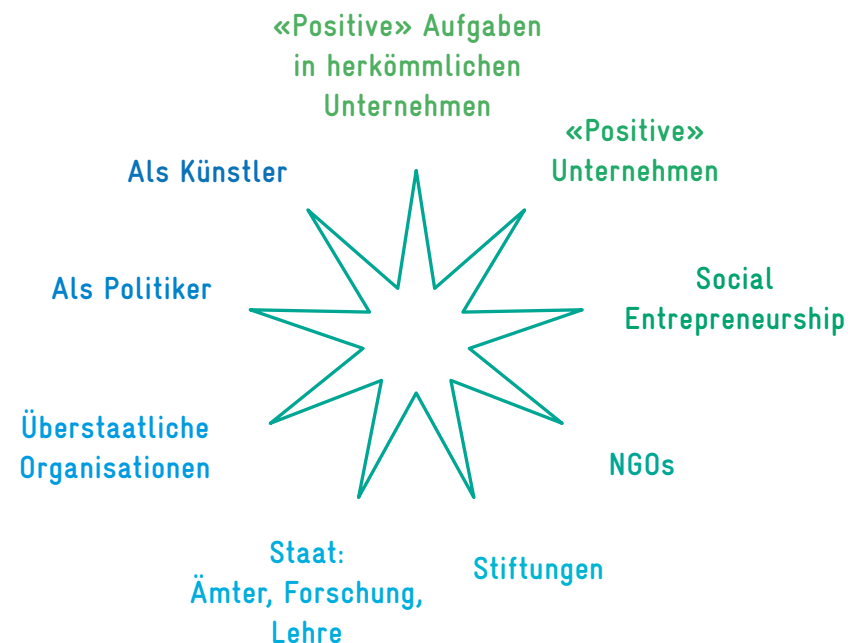 «Positive» Aufgaben
in herkömmlichen
Unternehmen
«Positive»
Unternehmen
Social
Entrepreneurship
NGOs
Stiftungen
Staat:
Ämter, Forschung,
Lehre
Überstaatliche
Organisationen
Als Politiker
Als Künstler